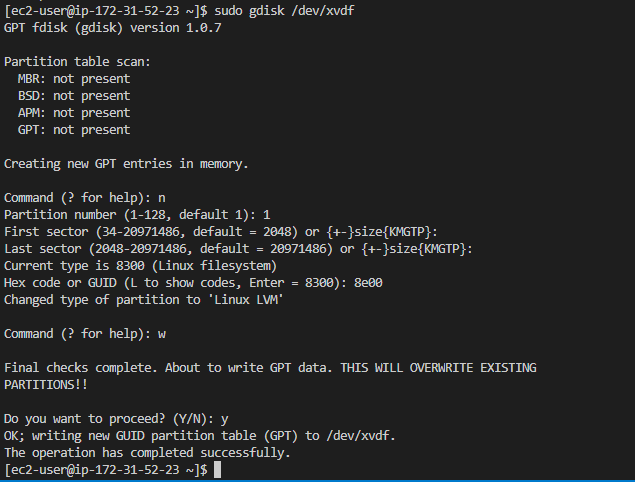 [ec2-user@ip-172-31-52-23 ~]$ sudo gdisk /dev/xvdf
GPT fdisk (gdisk) version 1.0.7
Partition table scan:
MBR: not present
BSD: not present
APM: not present
GPT: not present
Creating new GPT entries in memory.
Command (? for help): n
Partition number (1-128, default 1): 1
First sector (34-20971486, default = 2048) or {+-}size{KMGTP}:
Last sector (2048-20971486, default = 20971486) or {+-}size{KMGTP}:
Current type is 8300 (Linux filesystem)
Hex code or GUID (L to show codes, Enter = 8300): 8e00
Changed type of partition to 'Linux LVM'
Command (? for help): w
Final checks complete. About to write GPT data. THIS WILL OVERWRITE EXISTING
PARTITIONS!!
Do you want to proceed? (Y/N): y
OK; writing new GUID partition table (GPT) to /dev/xvdf.
The operation has completed successfully.
[ec2-user@ip-172-31-52-23 ~]$